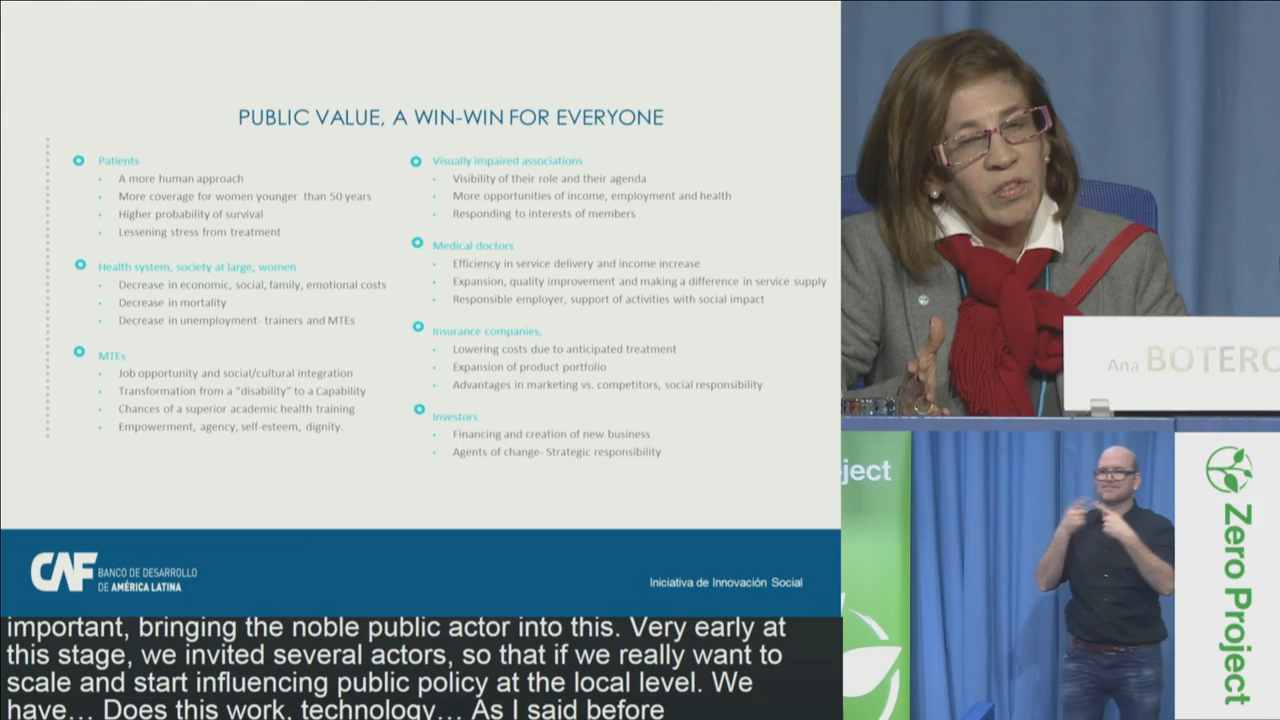 PUBLIC VALUE, A WIN-WIN FOR EVERYONE
Patients
A more human approach
More coverage for women younger than 50 years
Higher probability of survival
Lessening stress from treatment
Health system, society at large, women
Decrease in economic, social, family, emotional costs
Decrease in mortality
Decrease in unemployment- trainers and MTEs
MTEs
Job opportunity and social/cultural integration
Transformation from a "disability" to a Capability
Chances of a superior academic health training
Empowerment, agency, self-esteem, dignity.
Visually impaired associations
Visibility of their role and their agenda
More opportunities of income, employment and health
Responding to interests of members
Medical doctors
Efficiency in service delivery and income increase
Expansion, quality improvement and making a difference in service supply
Responsible employer, support of activities with social impact
Insurance companies,
Lowering costs due to anticipated treatment
Expansion of product portfolio
Advantages in marketing vs. competitors, social responsibility
Investors
Financing and creation of new business
Agents of change- Strategic responsibility
CAF BANCO DE DESARROLLO
DE AMÉRICA LATINA
Iniciativa de Innovación Social
important, bringing the noble public actor into this. Very early at
this stage, we invited several actors, so that if we really want to
scale and start influencing public policy at the local level. We
have... Does this work, technology... As I said before
Ana BOTERO
oject
Zero Project